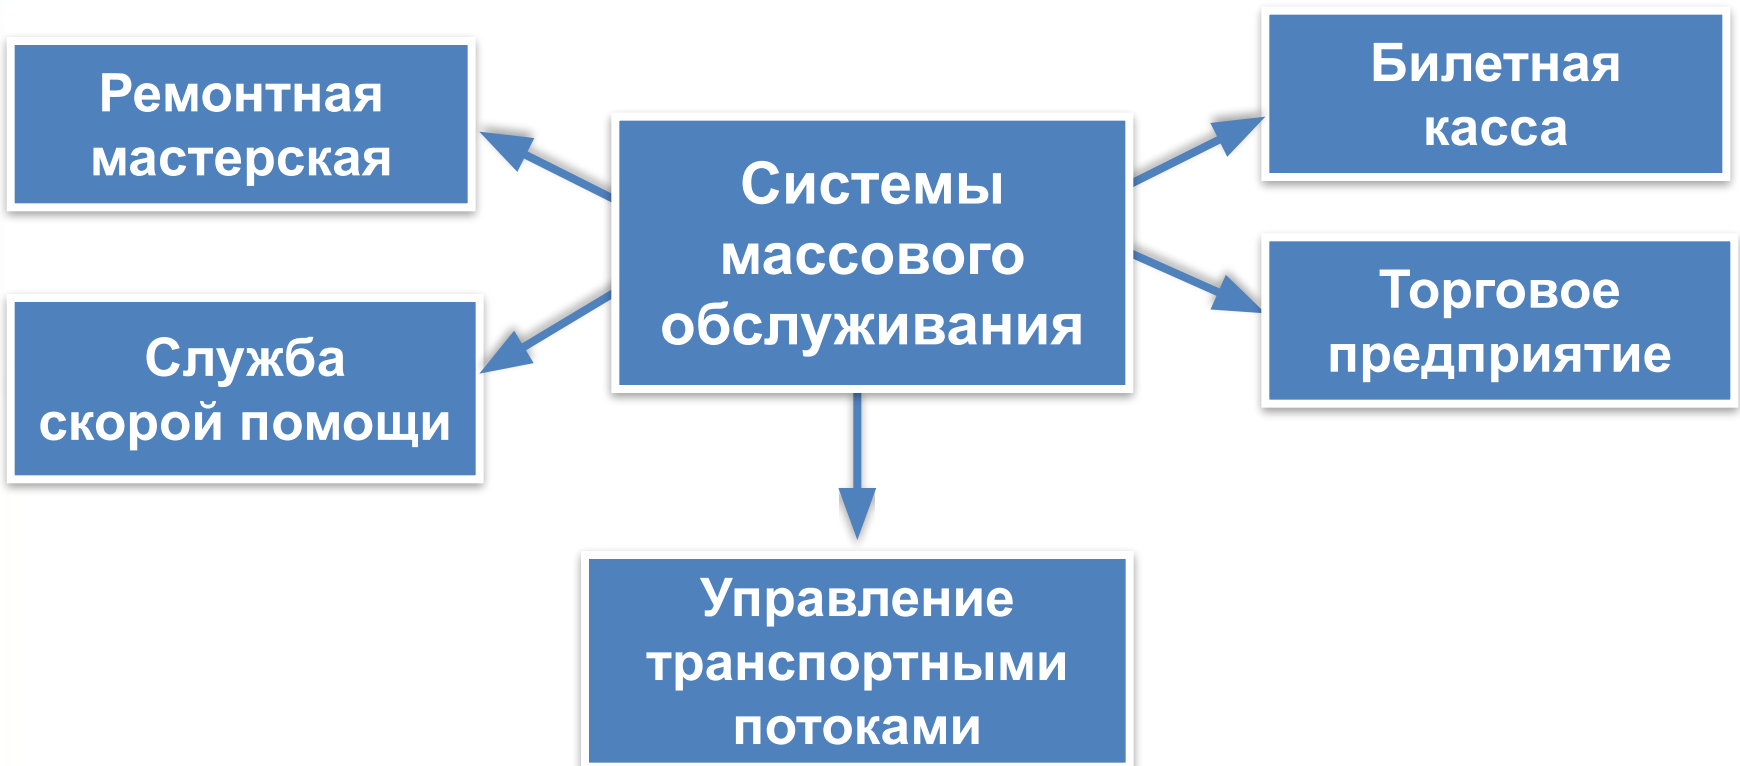 Ремонтная
мастерская
Служба
скорой помощи
Системы
массового
обслуживания
Билетная
касса
Торговое
предприятие
Управление
транспортными
потоками